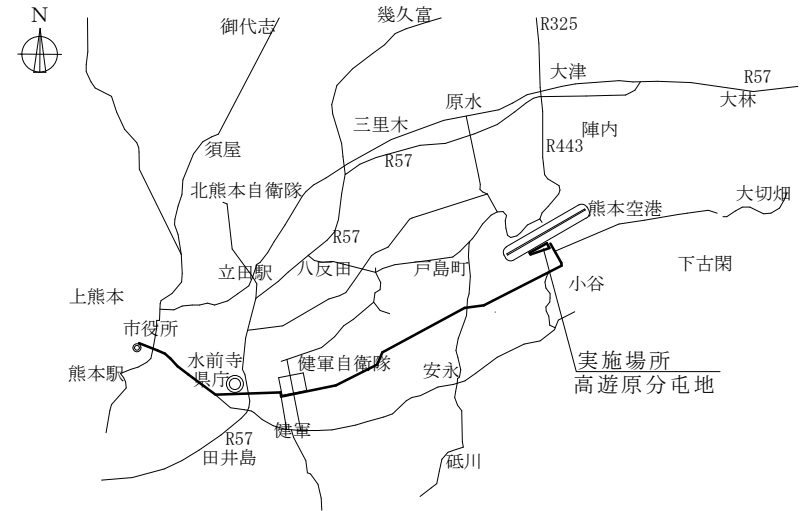 N
御代志
幾久富
R325
大津
R57
大林
原水
三里木
陣内
須屋
R57
R443
北熊本自衛隊
大切畑
熊本空港
R57
立田駅
八反田
戸島町
下古閑
小谷
上熊本
市役所
水前寺
県庁
健軍自衛隊
実施場所
熊本駅
安永
高遊原分屯地
健軍
R57
田井島
砥川